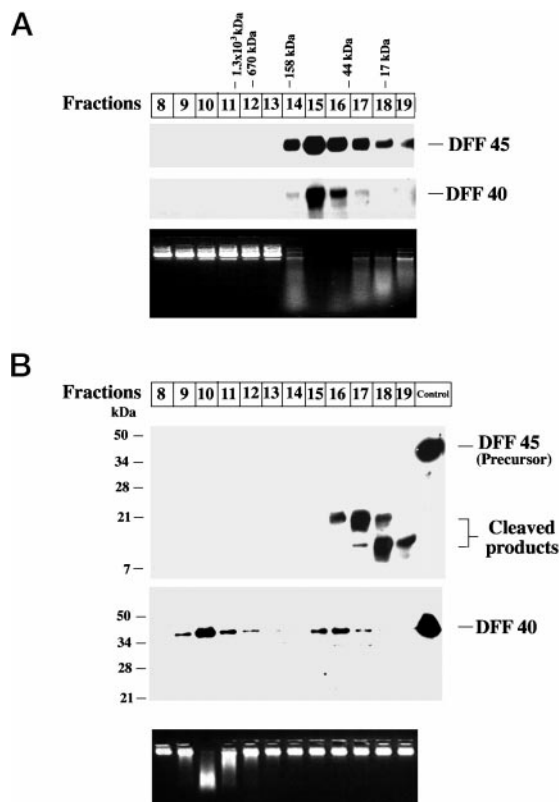 A
1.3x10³ kDa
670 kDa
158 kDa
44 kDa
17 kDa
Fractions 8 9 10 11 12 13 14 15 16 17 18 19
DFF 45
DFF 40
B
Fractions 8 9 10 11 12 13 14 15 16 17 18 19 Control
kDa
50
DFF 45
(Precursor)
34
28
21
Cleaved
products
7
50
DFF 40
34
28
21